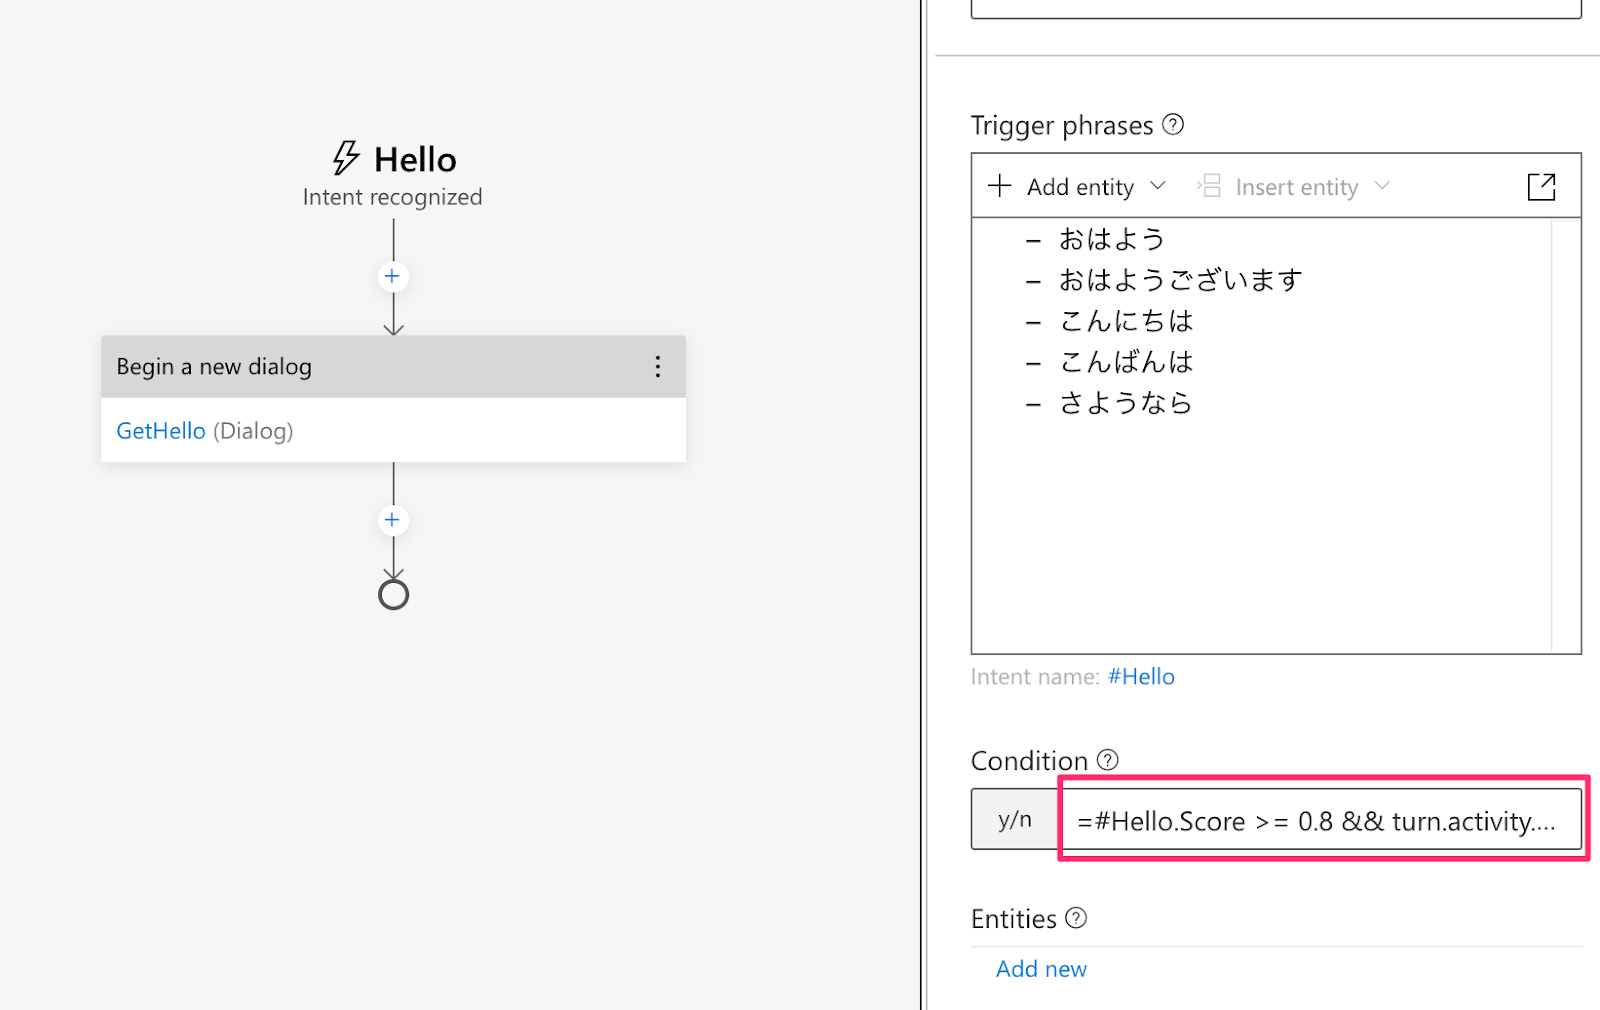 Hello
Intent recognized
Begin a new dialog
GetHello (Dialog)
Trigger phrases
Add entity
Insert entity
- おはよう
- おはようございます
- こんにちは
- こんばんは
- さようなら
Intent name: #Hello
Condition
y/n
=#Hello.Score >= 0.8 && turn.activity....
Entities
Add new